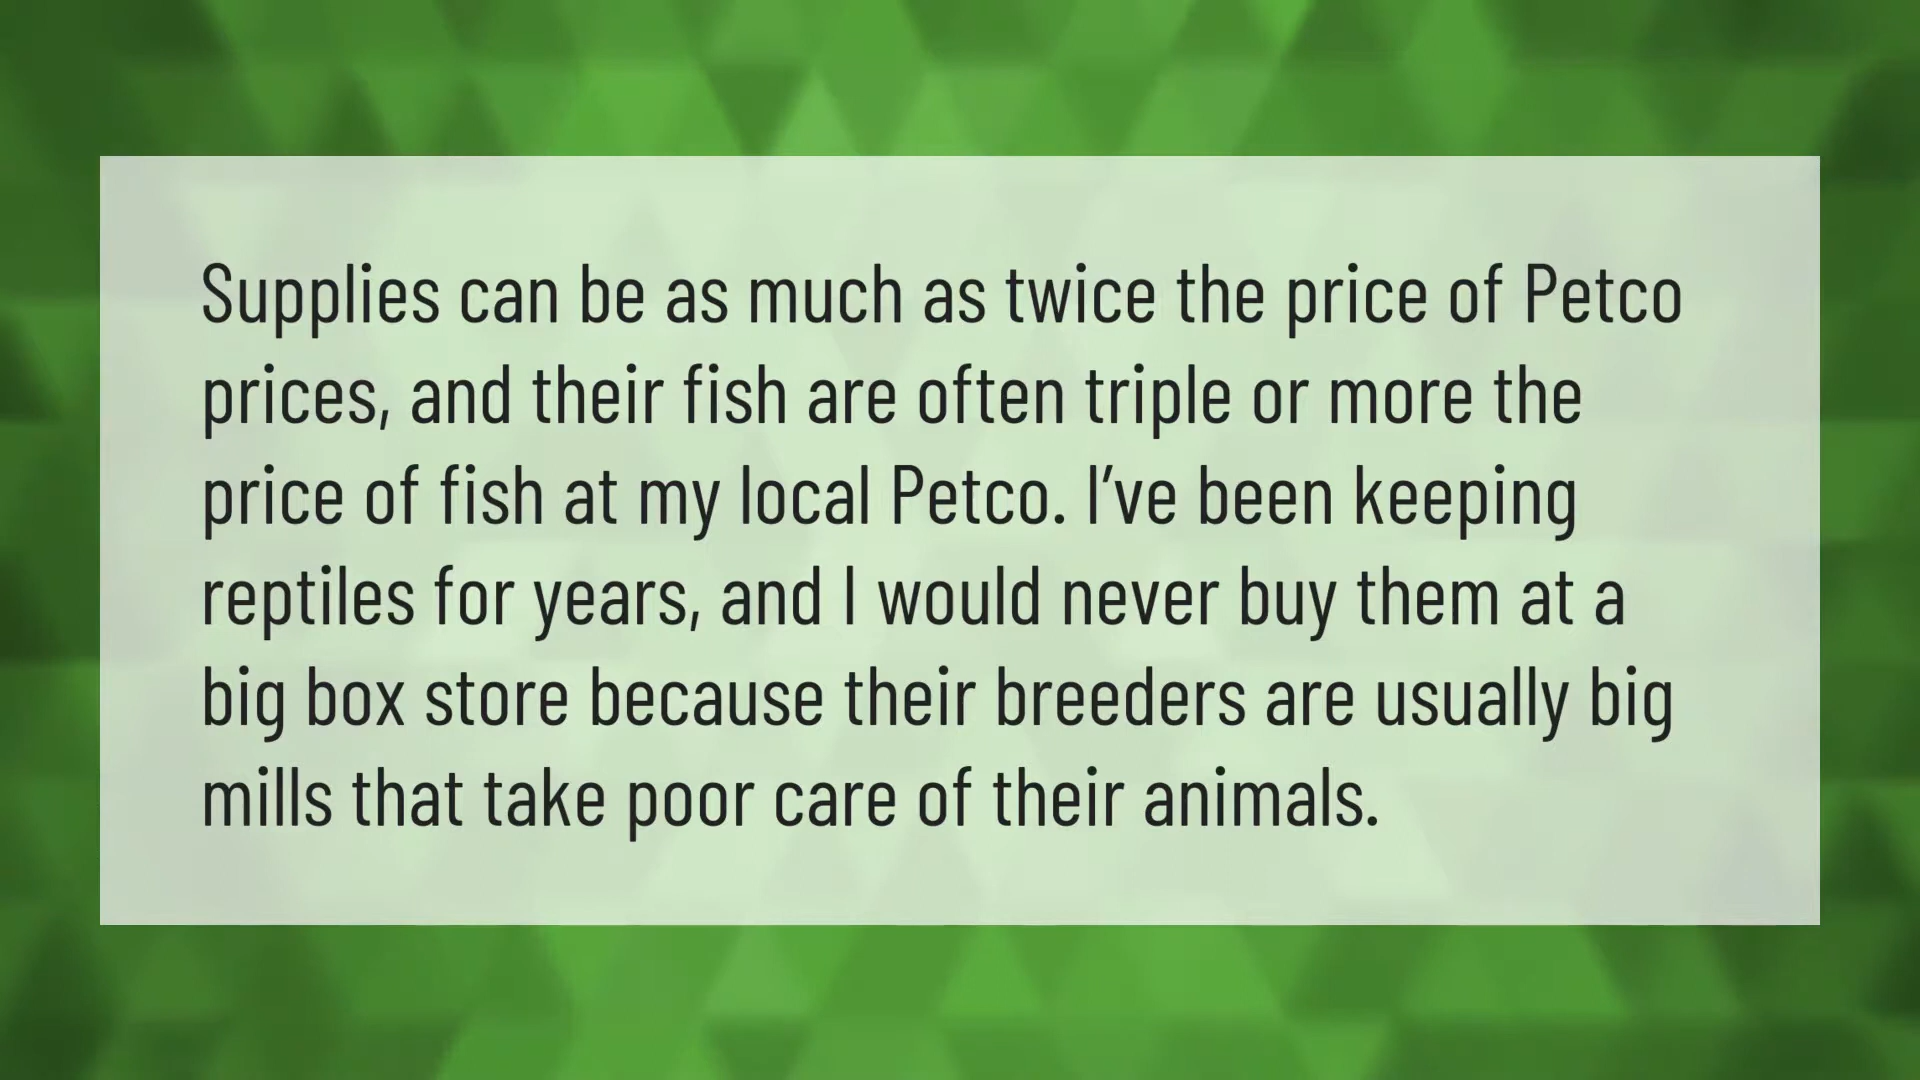 Supplies can be as much as twice the price of Petco
prices, and their fish are often triple or more the
price of fish at my local Petco. I’ve been keeping
reptiles for years, and I would never buy them at a
big box store because their breeders are usually big
mills that take poor care of their animals.